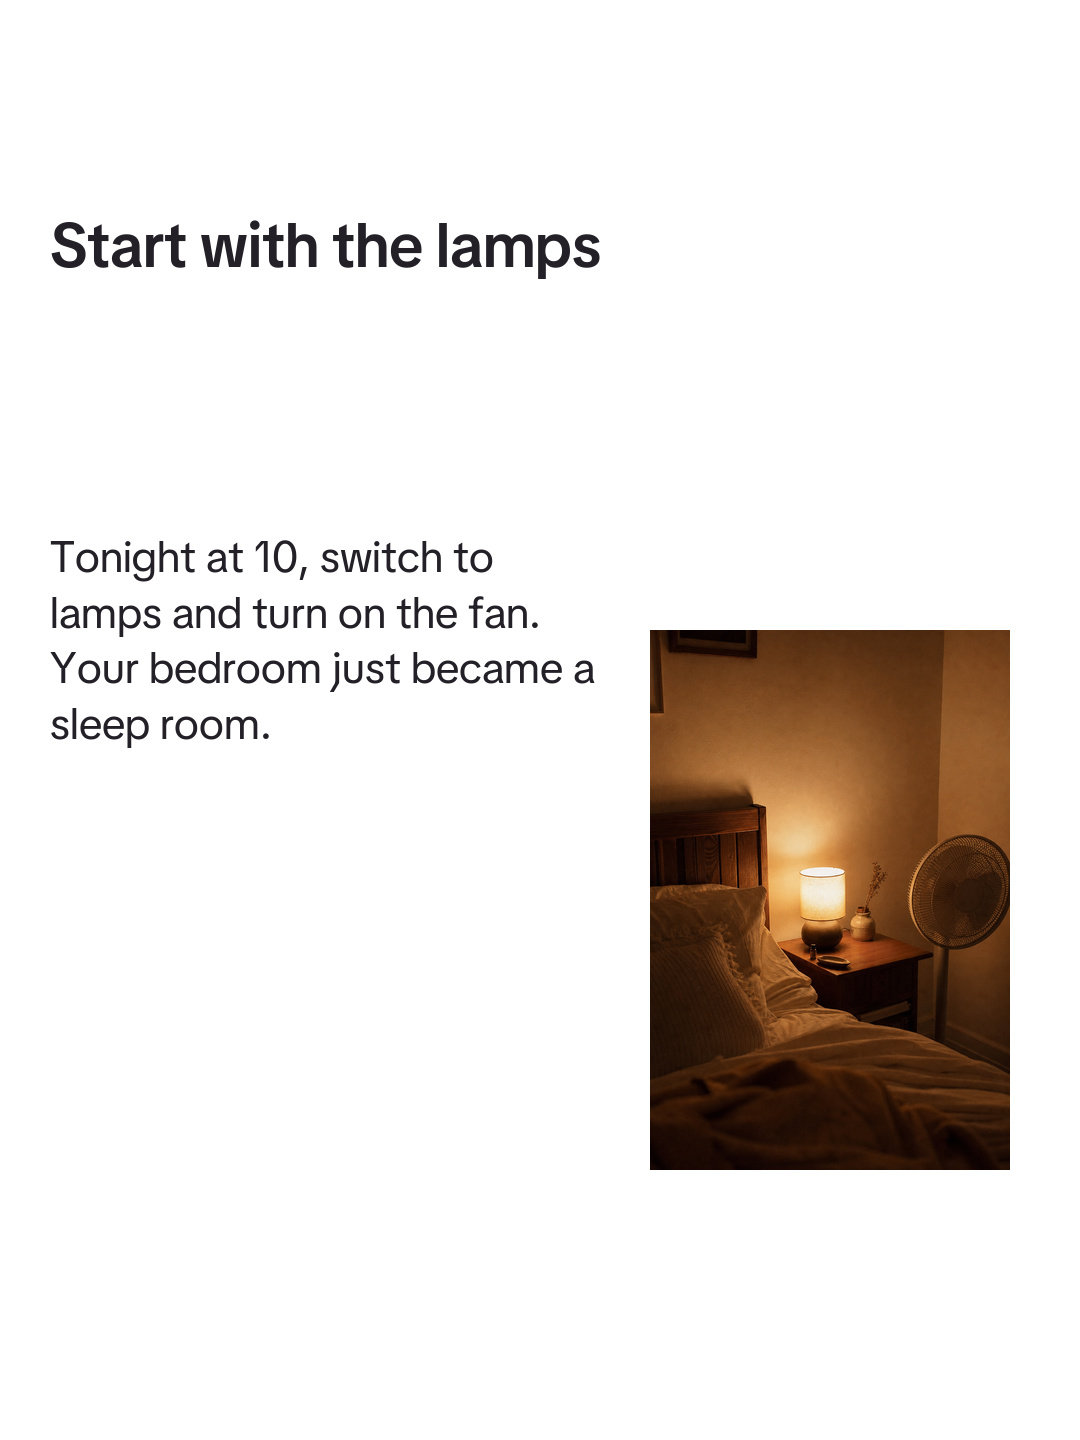 Start with the lamps
Tonight at 10, switch to
lamps and turn on the fan.
Your bedroom just became a
sleep room.